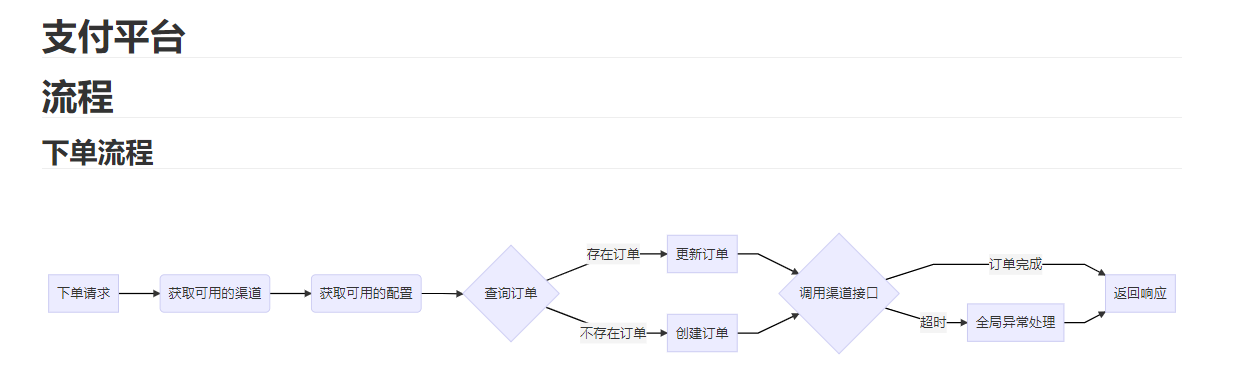 支付平台
流程
下单流程
下单请求
获取可用的渠道
获取可用的配置
查询订单
存在订单
更新订单
不存在订单
创建订单
调用渠道接口
订单完成
超时
全局异常处理
返回响应